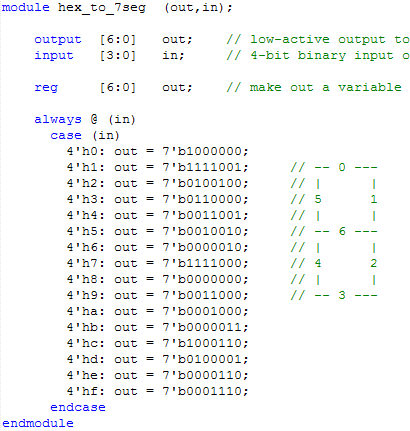 module hex_to_7seg  (out,in);
    output  [6:0]   out;    // low-active output to
    input   [3:0]   in;     // 4-bit binary input o
    reg     [6:0]   out;    // make out a variable
    always @ (in)
      case (in)
        4'h0: out = 7'b1000000;
        4'h1: out = 7'b1111001;     // -- 0 ---
        4'h2: out = 7'b0100100;     // |      |
        4'h3: out = 7'b0110000;     // 5      1
        4'h4: out = 7'b0011001;     // |      |
        4'h5: out = 7'b0010010;     // -- 6 ---
        4'h6: out = 7'b0000010;     // |      |
        4'h7: out = 7'b1111000;     // 4      2
        4'h8: out = 7'b0000000;     // |      |
        4'h9: out = 7'b0011000;     // -- 3 ---
        4'ha: out = 7'b0001000;
        4'hb: out = 7'b0000011;
        4'hc: out = 7'b1000110;
        4'hd: out = 7'b0100001;
        4'he: out = 7'b0000110;
        4'hf: out = 7'b0001110;
      endcase
endmodule